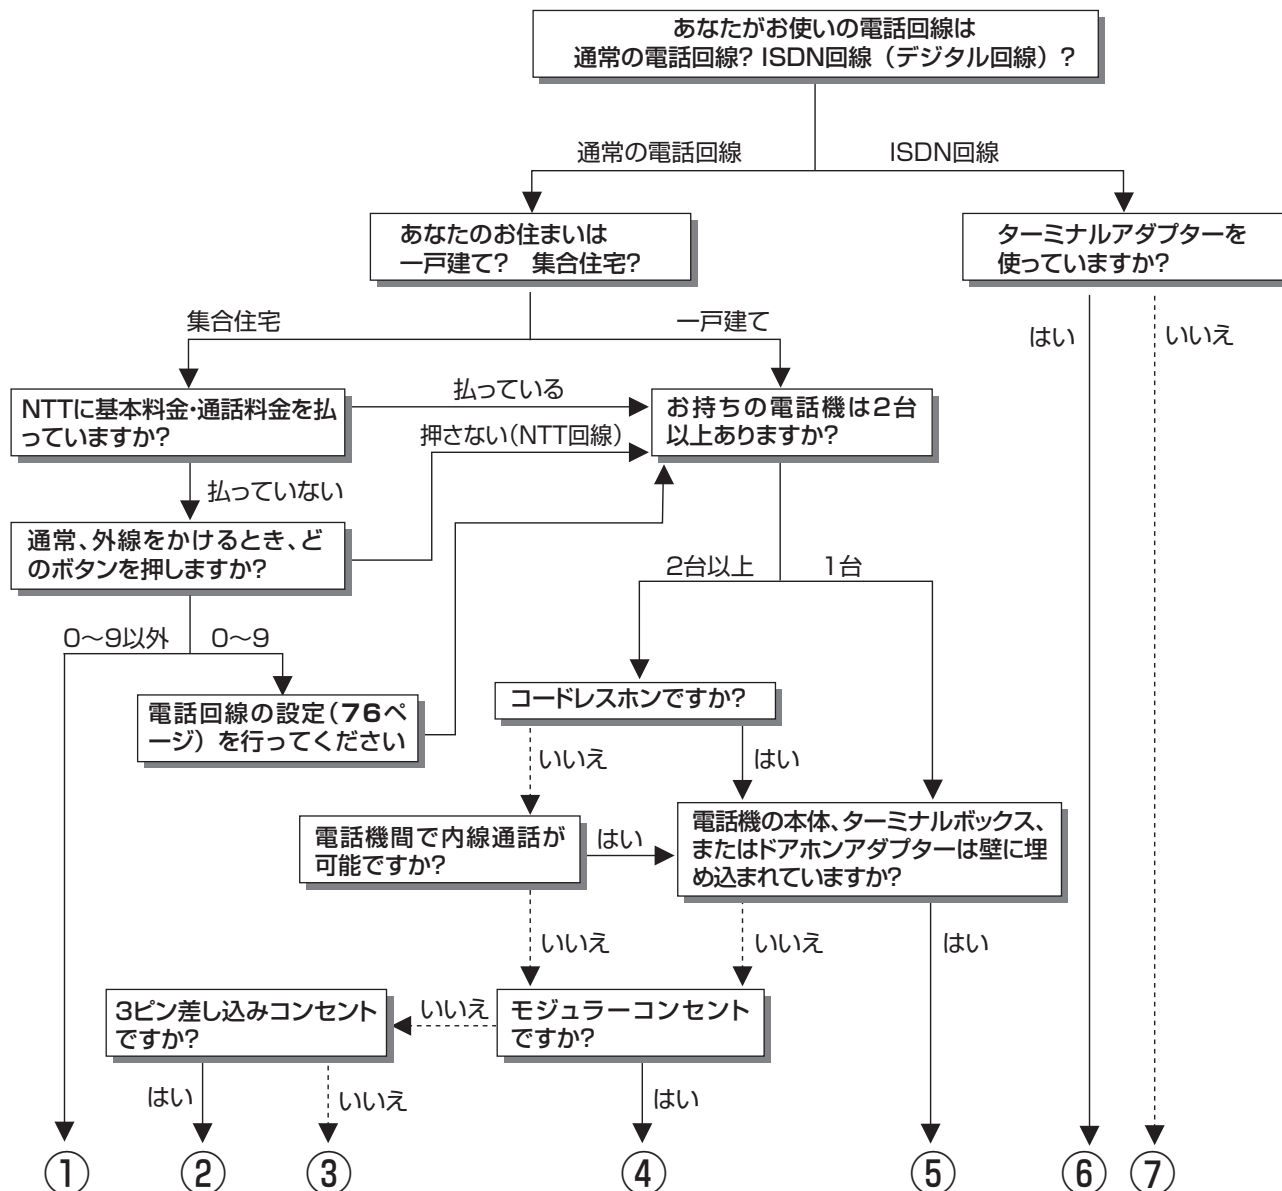 あなたがお使いの電話回線は
通常の電話回線? ISDN回線（デジタル回線）?
通常の電話回線
ISDN回線
あなたのお住まいは
一戸建て?　集合住宅?
ターミナルアダプターを
使っていますか?
集合住宅
一戸建て
はい
いいえ
NTTに基本料金・通話料金を払
っていますか?
払っている
お持ちの電話機は2台
以上ありますか?
押さない(NTT回線)
払っていない
通常、外線をかけるとき、ど
のボタンを押しますか?
2台以上
1台
0〜9以外
0〜9
電話回線の設定(76ペ
ージ）を行ってください
コードレスホンですか?
いいえ
はい
電話機間で内線通話が
可能ですか?
はい
電話機の本体、ターミナルボックス、
またはドアホンアダプターは壁に埋
め込まれていますか?
いいえ
いいえ
はい
3ピン差し込みコンセント
ですか?
いいえ
モジュラーコンセント
ですか?
はい
いいえ
はい
①
②
③
④
⑤
⑥
⑦